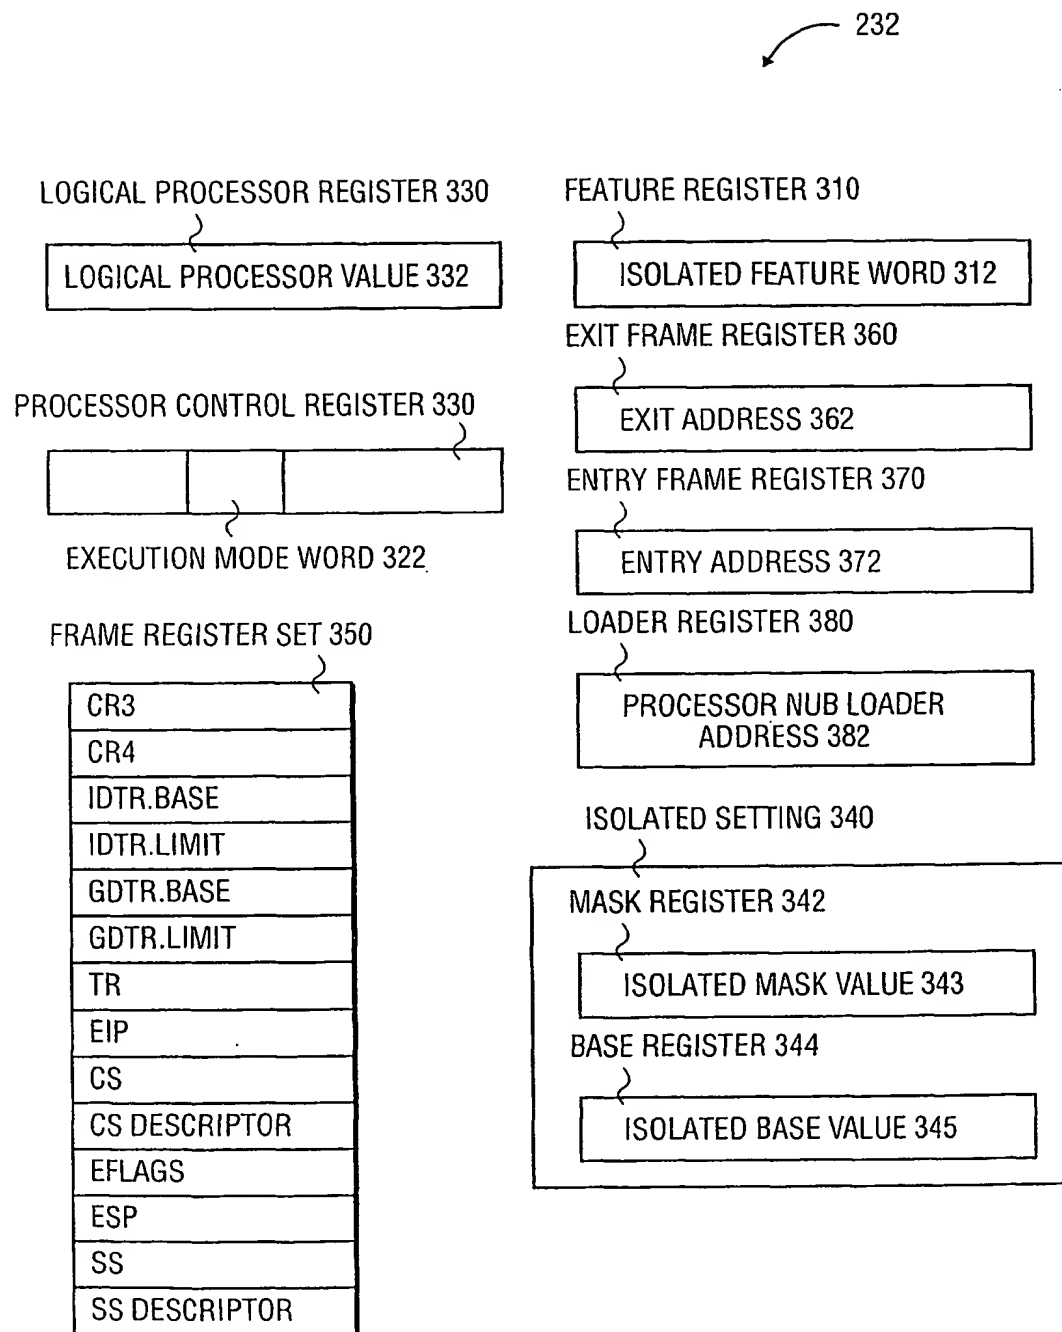 232
LOGICAL PROCESSOR REGISTER 330
LOGICAL PROCESSOR VALUE 332
PROCESSOR CONTROL REGISTER 330
EXECUTION MODE WORD 322
FRAME REGISTER SET 350
CR3
CR4
IDTR.BASE
IDTR.LIMIT
GDTR.BASE
GDTR.LIMIT
TR
EIP
CS
CS DESCRIPTOR
EFLAGS
ESP
SS
SS DESCRIPTOR
FEATURE REGISTER 310
ISOLATED FEATURE WORD 312
EXIT FRAME REGISTER 360
EXIT ADDRESS 362
ENTRY FRAME REGISTER 370
ENTRY ADDRESS 372
LOADER REGISTER 380
PROCESSOR NUB LOADER
ADDRESS 382
ISOLATED SETTING 340
MASK REGISTER 342
ISOLATED MASK VALUE 343
BASE REGISTER 344
ISOLATED BASE VALUE 345